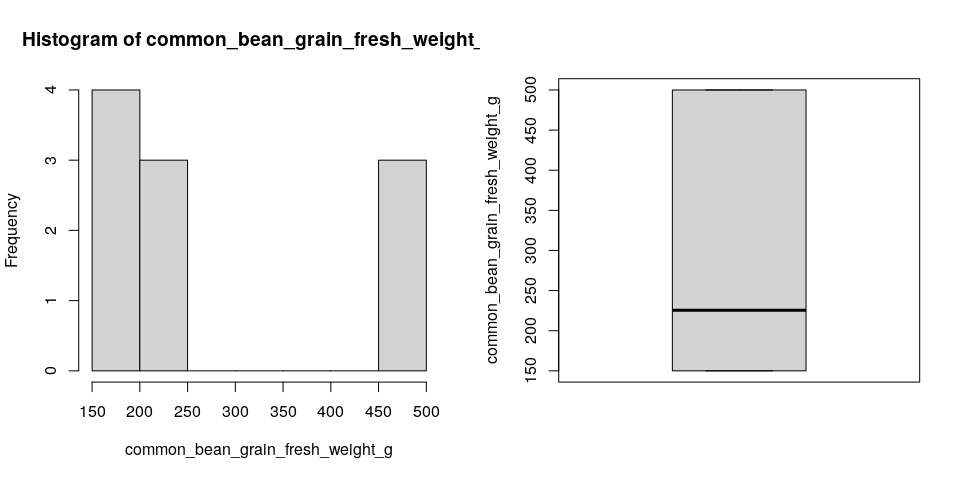 Histogram of common_bean_grain_fresh_weight_
Frequency
4
3
2
1
0
150 200 250 300 350 400 450 500
common_bean_grain_fresh_weight_g
common_bean_grain_fresh_weight_g
500
450
400
350
300
250
200
150